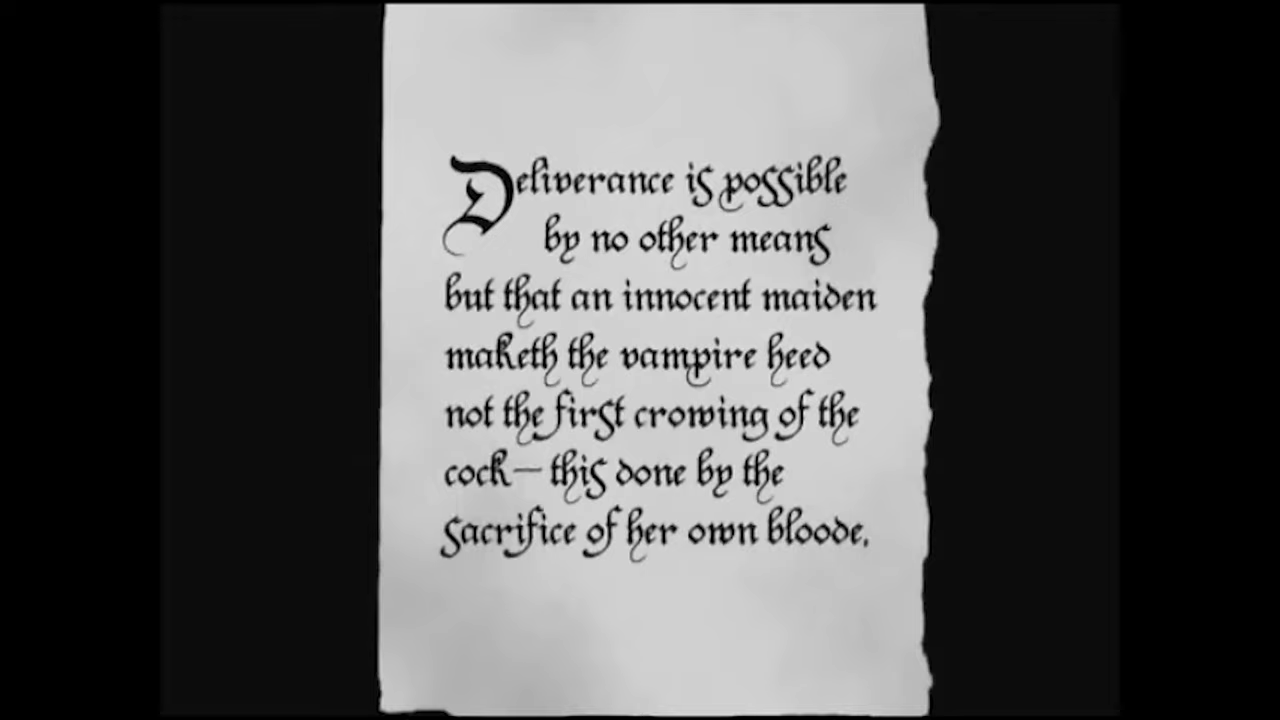 Deliverance is possible
by no other means
but that an innocent maiden
maketh the vampire heed
not the first crowing of the
cock— this done by the
sacrifice of her own bloode.